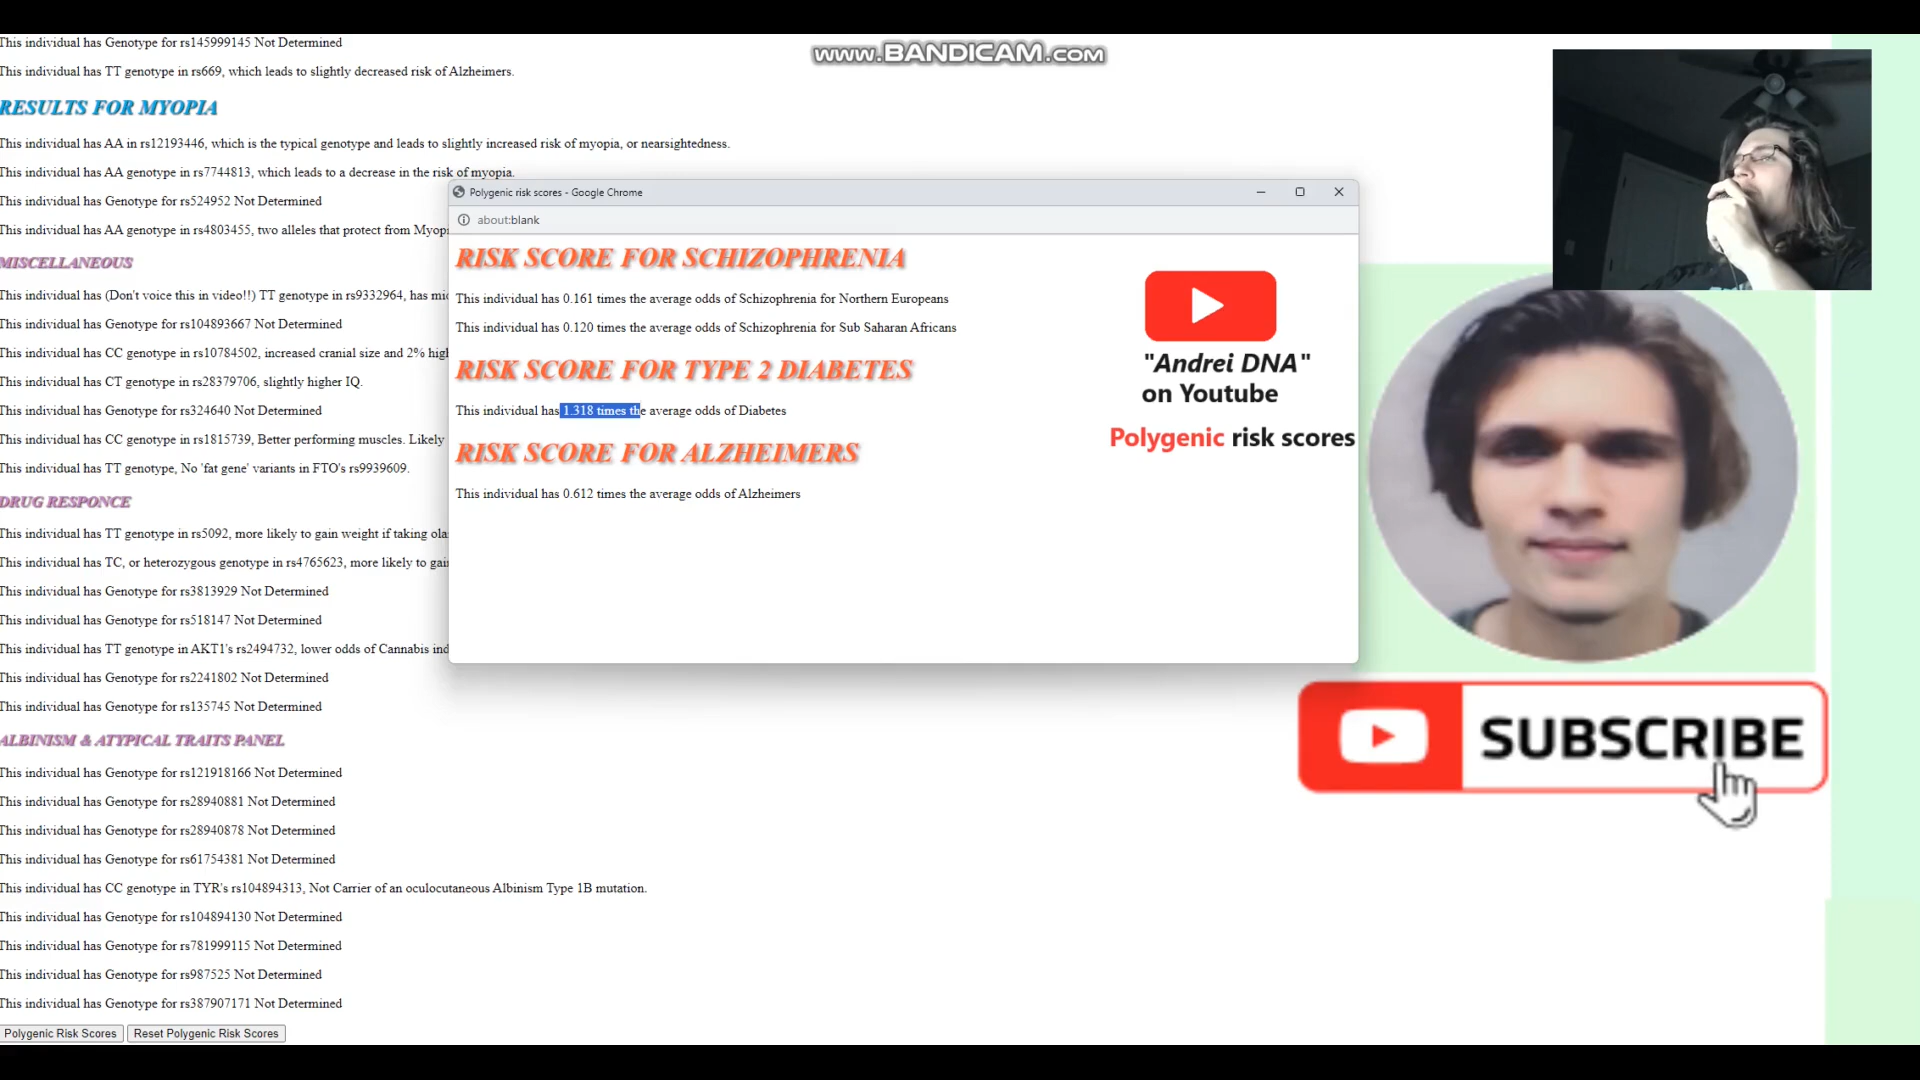 This individual has Genotype for rs145999145 Not Determined
www.BANDICAM.com
This individual has TT genotype in rs669, which leads to slightly decreased risk of Alzheimers.
RESULTS FOR MYOPIA
This individual has AA in rs12193446, which is the typical genotype and leads to slightly increased risk of myopia, or nearsightedness.
This individual has AA genotype in rs7744813, which leads to a decrease in the risk of myopia.
This individual has Genotype for rs524952 Not Determined
This individual has AA genotype in rs4803455, two alleles that protect from Myopi
MISCELLANEOUS
This individual has (Don't voice this in video!!) TT genotype in rs9332964, has mi
This individual has Genotype for rs104893667 Not Determined
This individual has CC genotype in rs10784502, increased cranial size and 2% hig
This individual has CT genotype in rs28379706, slightly higher IQ.
This individual has Genotype for rs324640 Not Determined
This individual has CC genotype in rs1815739, Better performing muscles. Likely
This individual has TT genotype, No 'fat gene' variants in FTO's rs9939609.
DRUG RESPONCE
This individual has TT genotype in rs5092, more likely to gain weight if taking ola
This individual has TC, or heterozygous genotype in rs4765623, more likely to gai
This individual has Genotype for rs3813929 Not Determined
This individual has Genotype for rs518147 Not Determined
This individual has TT genotype in AKT1's rs2494732, lower odds of Cannabis ind
This individual has Genotype for rs2241802 Not Determined
This individual has Genotype for rs135745 Not Determined
ALBINISM & ATYPICAL TRAITS PANEL
This individual has Genotype for rs121918166 Not Determined
This individual has Genotype for rs28940881 Not Determined
This individual has Genotype for rs28940878 Not Determined
This individual has Genotype for rs61754381 Not Determined
This individual has CC genotype in TYR's rs104894313, Not Carrier of an oculocutaneous Albinism Type 1B mutation.
This individual has Genotype for rs104894130 Not Determined
This individual has Genotype for rs781999115 Not Determined
This individual has Genotype for rs987525 Not Determined
This individual has Genotype for rs387907171 Not Determined
Polygenic Risk Scores
Reset Polygenic Risk Scores
Polygenic risk scores - Google Chrome
about:blank
RISK SCORE FOR SCHIZOPHRENIA
This individual has 0.161 times the average odds of Schizophrenia for Northern Europeans
This individual has 0.120 times the average odds of Schizophrenia for Sub Saharan Africans
RISK SCORE FOR TYPE 2 DIABETES
This individual has 1.318 times the average odds of Diabetes
RISK SCORE FOR ALZHEIMERS
This individual has 0.612 times the average odds of Alzheimers
"Andrei DNA"
on Youtube
Polygenic risk scores
SUBSCRIBE